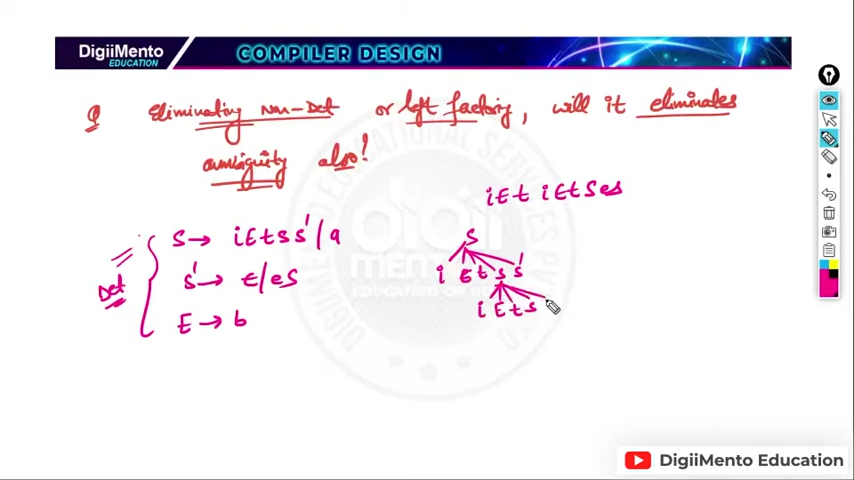 DigiiMento
EDUCATION
COMPILER DESIGN
Q Eliminating Non-Det or left factoring, will it eliminates
ambiguity also?
iEt iEtSes
S→ iEtSS'/a
S'→ ε/eS
E→ b
Det
S
i E t S S'
i E t S
digii
DigiiMento Education